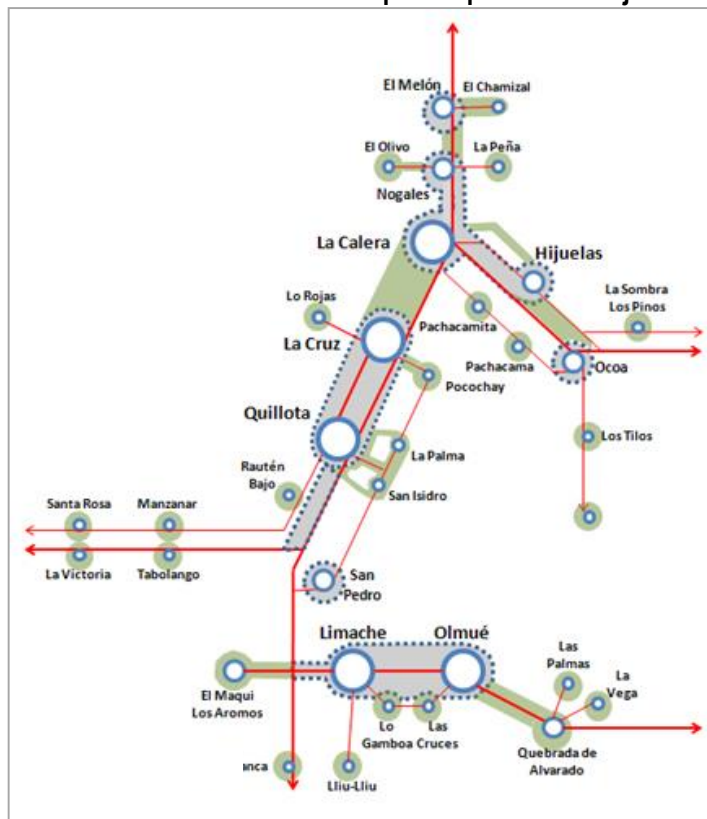 El Melón
El Chamizal
El Olivo
La Peña
Nogales
La Calera
Hijuelas
Lo Rojas
La Sombra
Los Pinos
Pachacamita
La Cruz
Pachacama
Ocoa
Pocochay
Quillota
Los Tilos
La Palma
Rautén
Bajo
San Isidro
Santa Rosa
Manzanar
La Victoria
Tabolango
San
Pedro
Limache
Olmué
Las
Palmas
La
Vega
El Maqui
Los Aromos
Lo
Gamboa
Las
Cruces
Quebrada de
Alvarado
anca
Lliu-Lliu